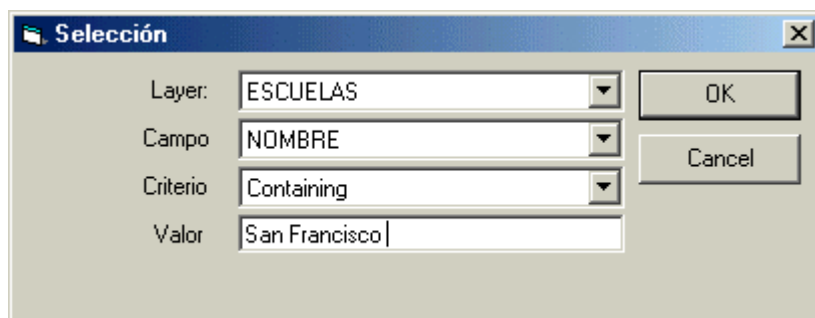 Selección
Layer: ESCUELAS OK
Campo NOMBRE
Cancel
Criterio Containing
Valor San Francisco